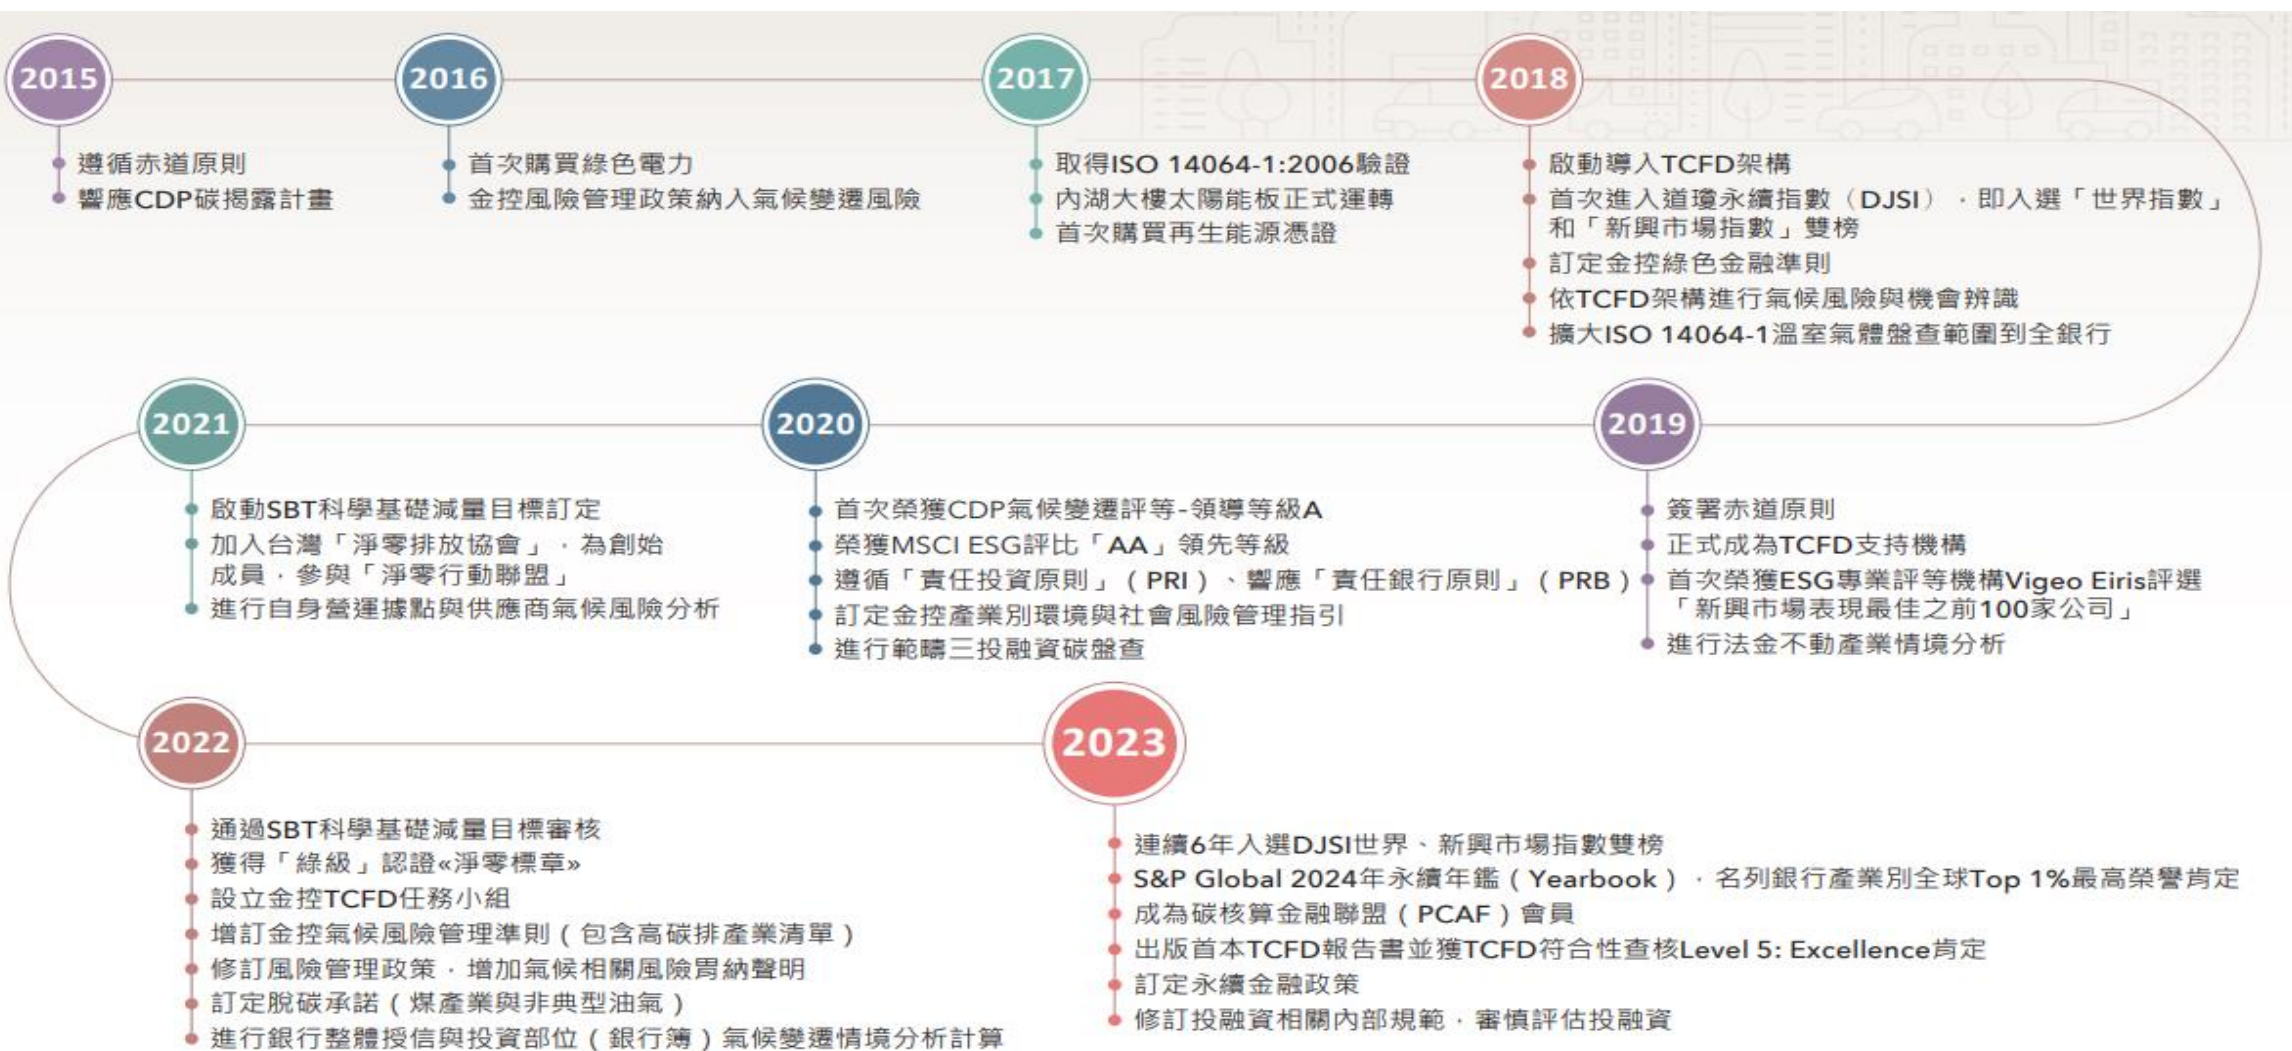 2015
遵循赤道原則
響應CDP碳揭露計畫
2016
首次購買綠色電力
金控風險管理政策納入氣候變遷風險
2017
取得ISO 14064-1:2006驗證
內湖大樓太陽能板正式運轉
首次購買再生能源憑證
2018
啟動導入TCFD架構
首次進入道瓊永續指數（DJSI），即入選「世界指數」
和「新興市場指數」雙榜
訂定金控綠色金融準則
依TCFD架構進行氣候風險與機會辨識
擴大ISO 14064-1溫室氣體盤查範圍到全銀行
2019
簽署赤道原則
正式成為TCFD支持機構
首次榮獲ESG專業評等機構Vigeo Eiris評選
「新興市場表現最佳之前100家公司」
進行法金不動產業情境分析
2020
首次榮獲CDP氣候變遷評等-領導等級A
榮獲MSCI ESG評比「AA」領先等級
遵循「責任投資原則」（PRI）、響應「責任銀行原則」（PRB）
訂定金控產業別環境與社會風險管理指引
進行範疇三投融資碳盤查
2021
啟動SBT科學基礎減量目標訂定
加入台灣「淨零排放協會」，為創始
成員，參與「淨零行動聯盟」
進行自身營運據點與供應商氣候風險分析
2022
通過SBT科學基礎減量目標審核
獲得「綠級」認證«淨零標章»
設立金控TCFD任務小組
增訂金控氣候風險管理準則（包含高碳排產業清單）
修訂風險管理政策，增加氣候相關風險胃納聲明
訂定脫碳承諾（煤產業與非典型油氣）
進行銀行整體授信與投資部位（銀行簿）氣候變遷情境分析計算
2023
連續6年入選DJSI世界、新興市場指數雙榜
S&P Global 2024年永續年鑑（Yearbook），名列銀行產業別全球Top 1%最高榮譽肯定
成為碳核算金融聯盟（PCAF）會員
出版首本TCFD報告書並獲TCFD符合性查核Level 5: Excellence肯定
訂定永續金融政策
修訂投融資相關內部規範，審慎評估投融資